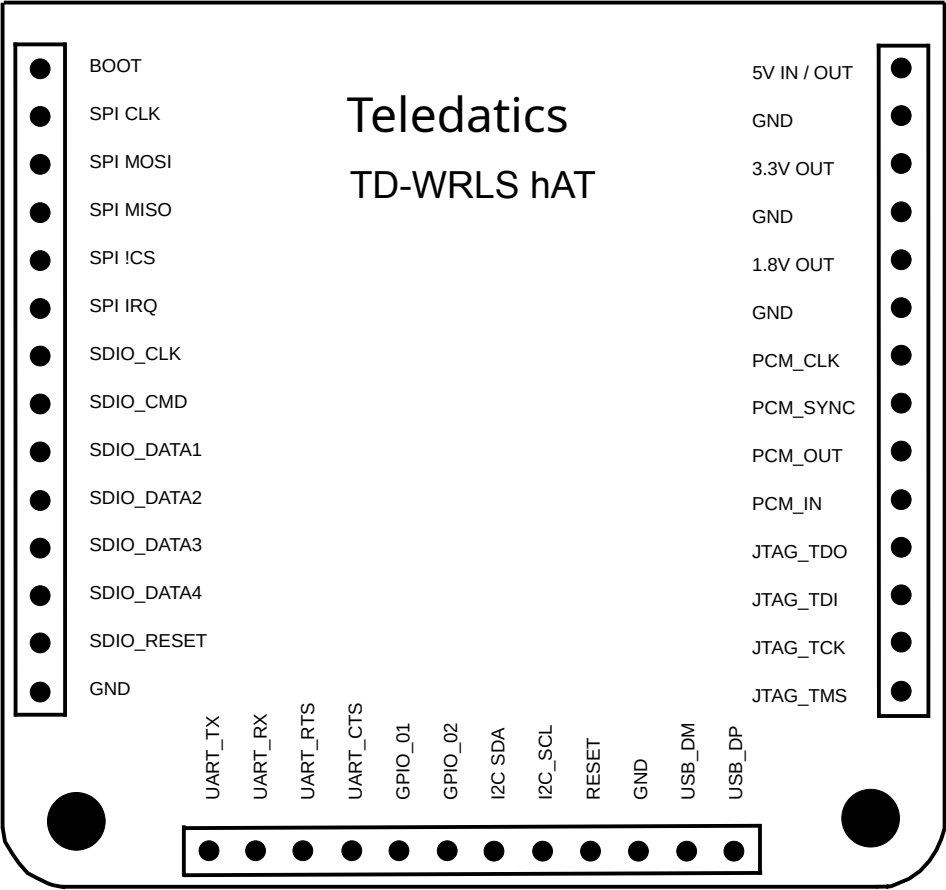 Teledatics
TD-WRLS hAT
BOOT
SPI CLK
SPI MOSI
SPI MISO
SPI !CS
SPI IRQ
SDIO_CLK
SDIO_CMD
SDIO_DATA1
SDIO_DATA2
SDIO_DATA3
SDIO_DATA4
SDIO_RESET
GND
5V IN / OUT
GND
3.3V OUT
GND
1.8V OUT
GND
PCM_CLK
PCM_SYNC
PCM_OUT
PCM_IN
JTAG_TDO
JTAG_TDI
JTAG_TCK
JTAG_TMS
UART_TX
UART_RX
UART_RTS
UART_CTS
GPIO_01
GPIO_02
I2C SDA
I2C_SCL
RESET
GND
USB_DM
USB_DP